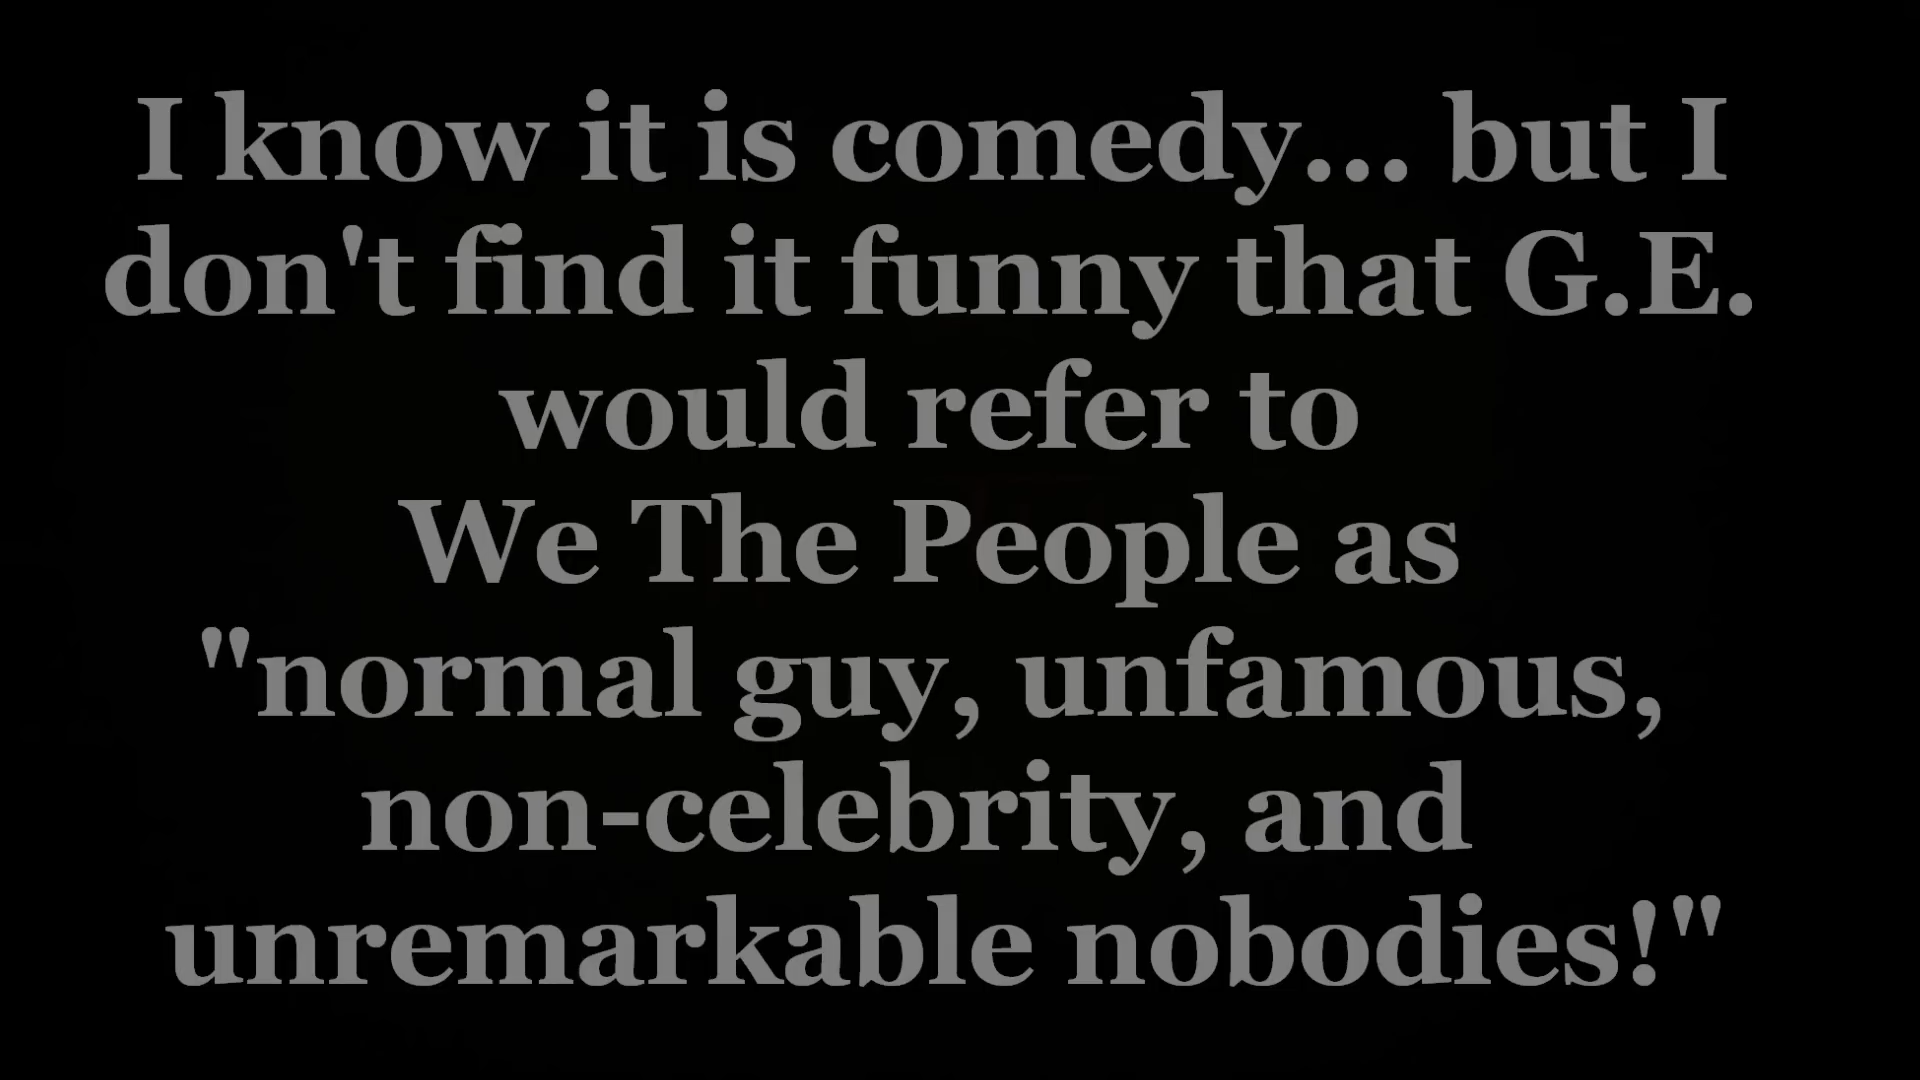 I know it is comedy... but I
don't find it funny that G.E.
would refer to
We The People as
"normal guy, unfamous,
non-celebrity, and
unremarkable nobodies!"